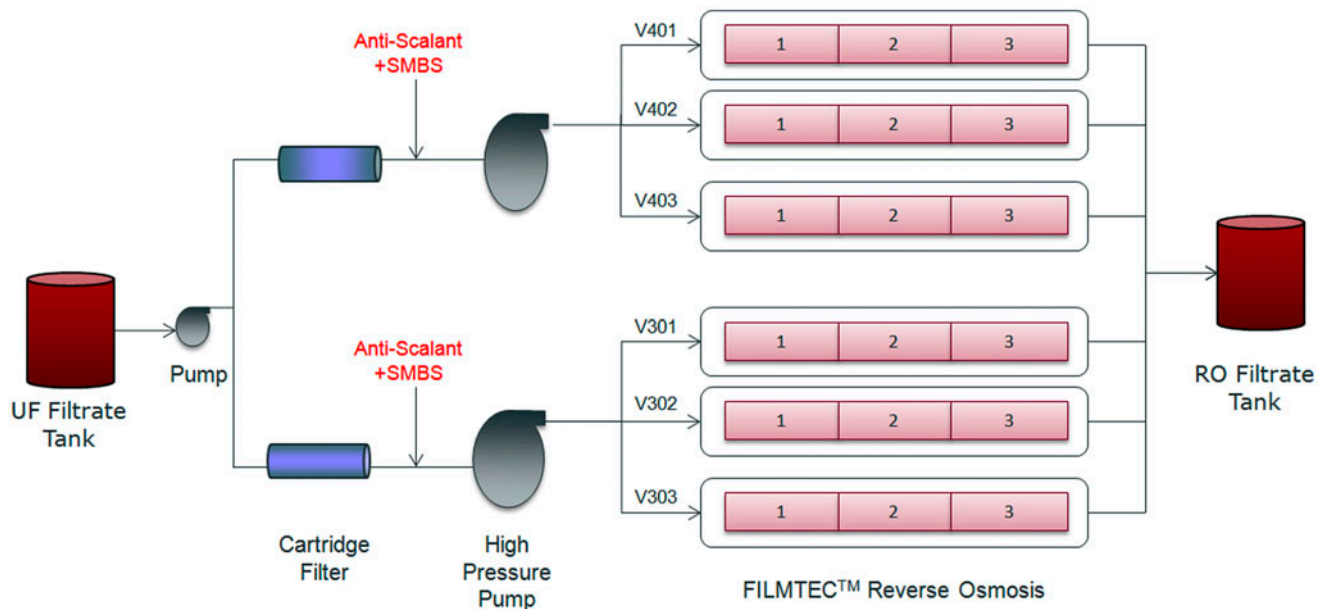 Anti-Scalant
+SMBS
V401
1 2 3
V402
1 2 3
V403
1 2 3
UF Filtrate
Tank
Pump
Anti-Scalant
+SMBS
V301
1 2 3
V302
1 2 3
V303
1 2 3
RO Filtrate
Tank
Cartridge
Filter
High
Pressure
Pump
FILMTEC™ Reverse Osmosis